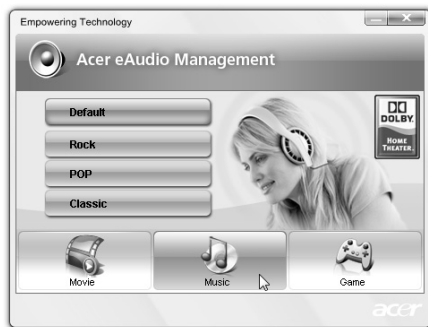 Empowering Technology
Acer eAudio Management
Default
Rock
POP
Classic
DOLBY
HOME
THEATER
Movie
Music
Game
acer